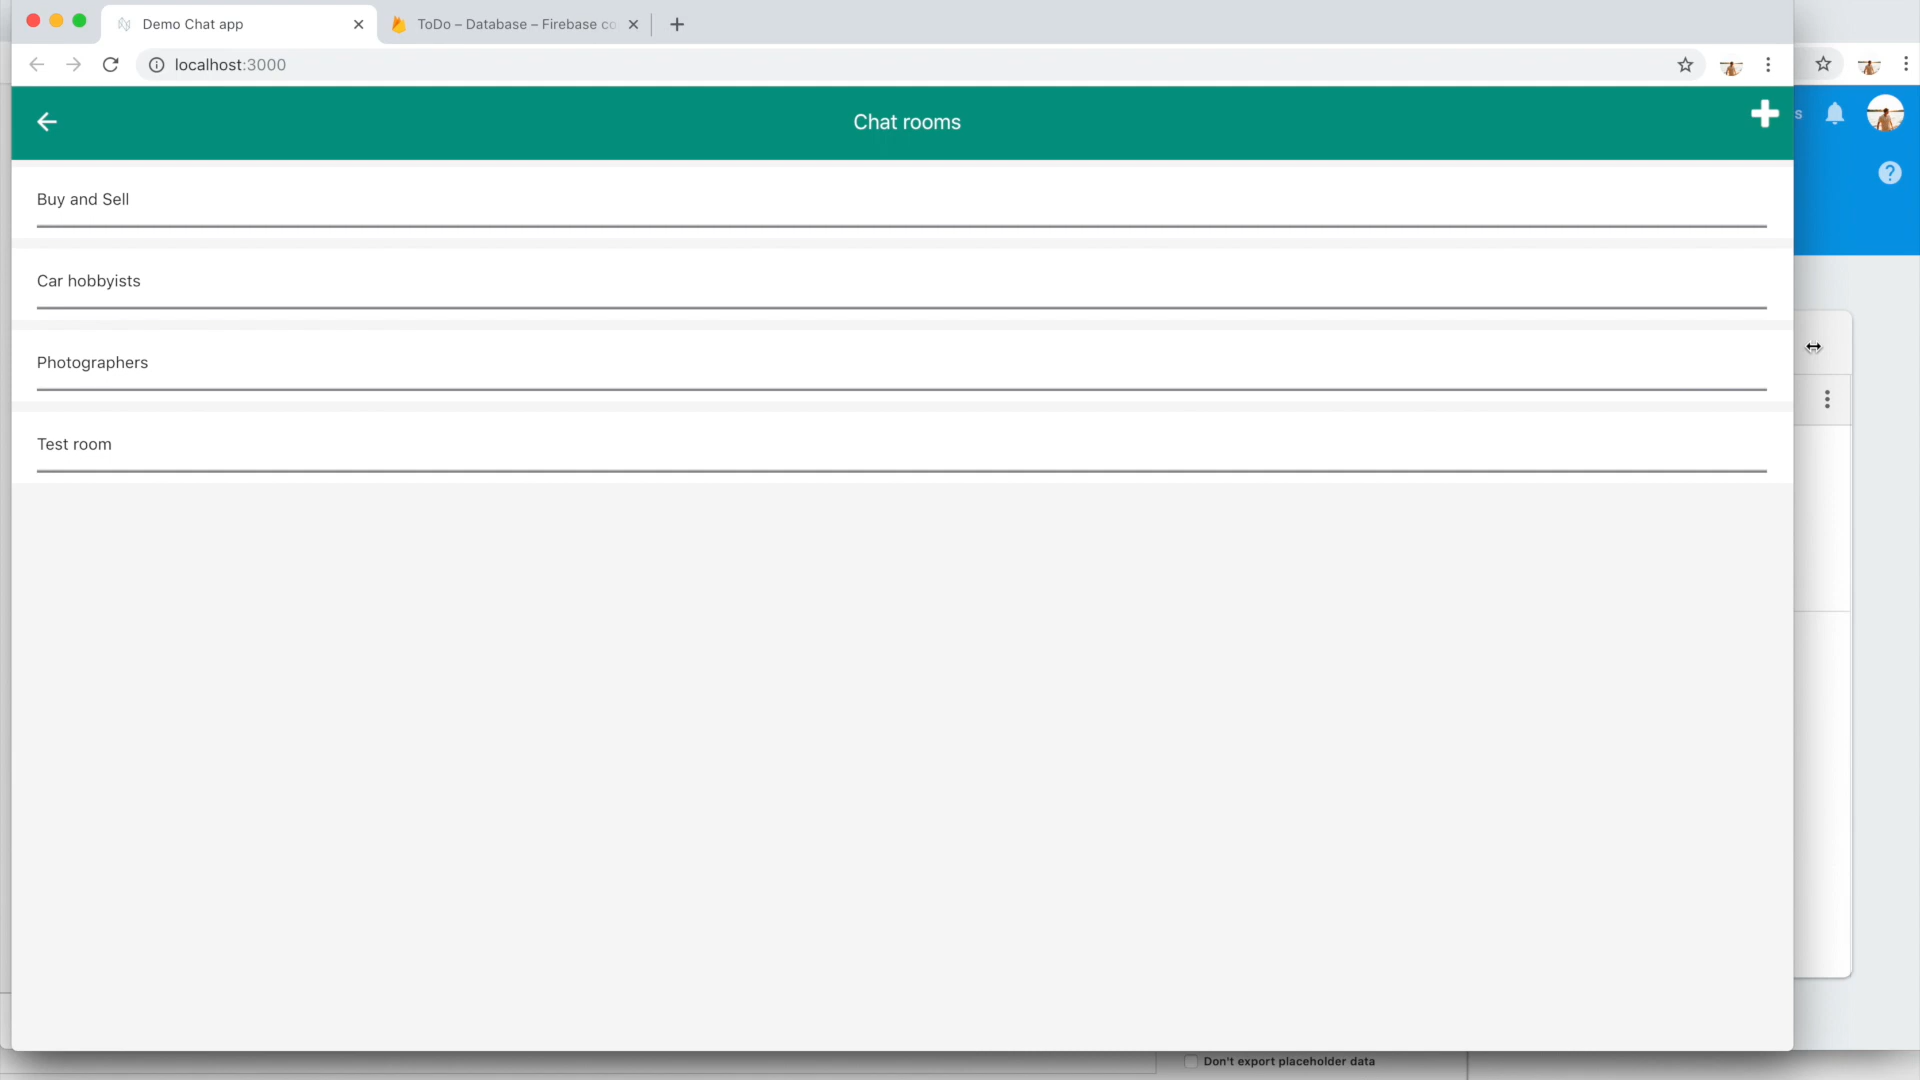 Demo Chat app
ToDo – Database – Firebase co
localhost:3000
Chat rooms
s
Buy and Sell
Car hobbyists
Photographers
Test room
Don't export placeholder data